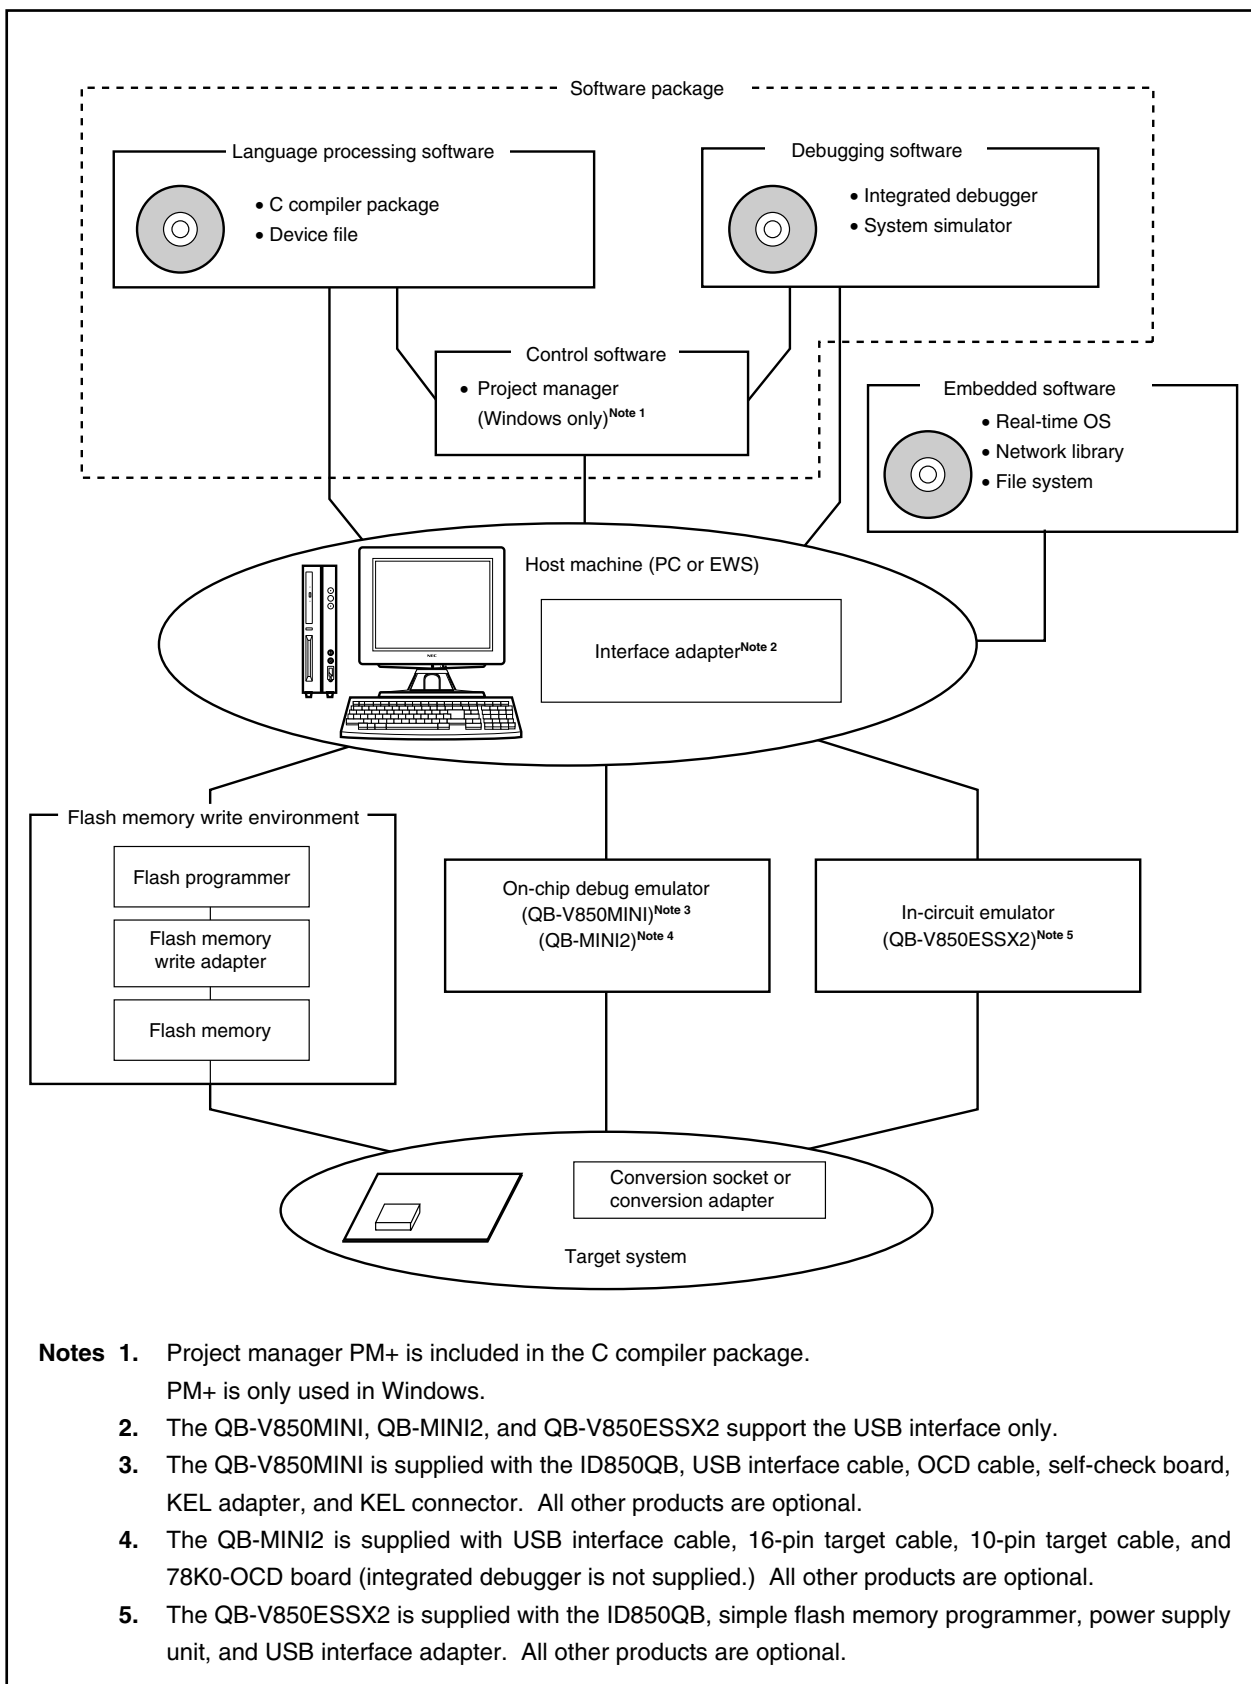 Software package
Language processing software
• C compiler package
• Device file
Debugging software
• Integrated debugger
• System simulator
Control software
• Project manager
(Windows only)Note 1
Embedded software
• Real-time OS
• Network library
• File system
Host machine (PC or EWS)
NEC
Interface adapterNote 2
Flash memory write environment
Flash programmer
Flash memory
write adapter
Flash memory
On-chip debug emulator
(QB-V850MINI)Note 3
(QB-MINI2)Note 4
In-circuit emulator
(QB-V850ESSX2)Note 5
Conversion socket or
conversion adapter
Target system
Notes 1. Project manager PM+ is included in the C compiler package.
PM+ is only used in Windows.
2. The QB-V850MINI, QB-MINI2, and QB-V850ESSX2 support the USB interface only.
3. The QB-V850MINI is supplied with the ID850QB, USB interface cable, OCD cable, self-check board,
KEL adapter, and KEL connector. All other products are optional.
4. The QB-MINI2 is supplied with USB interface cable, 16-pin target cable, 10-pin target cable, and
78K0-OCD board (integrated debugger is not supplied.) All other products are optional.
5. The QB-V850ESSX2 is supplied with the ID850QB, simple flash memory programmer, power supply
unit, and USB interface adapter. All other products are optional.